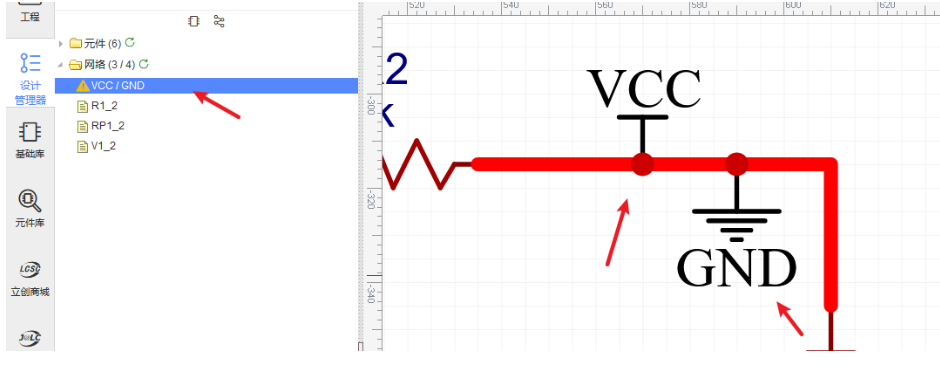 工程
设计
管理器
基础库
元件库
LCSC
立创商城
J@LC
元件 (6)
网络 (3 / 4)
VCC / GND
R1_2
RP1_2
V1_2
520
540
560
580
600
620
-300
-320
-340
2
VCC
GND